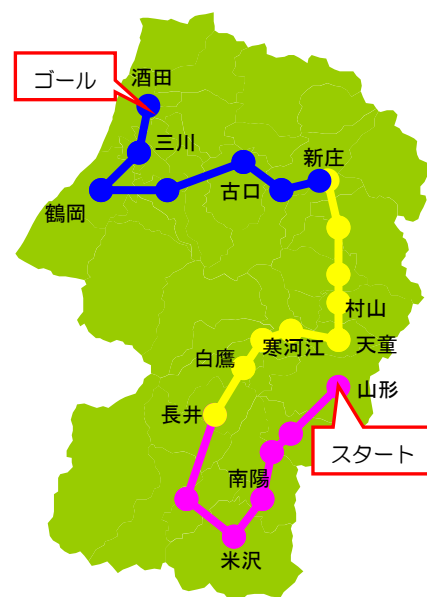 酒田
ゴール
三川
新庄
古口
鶴岡
村山
天童
寒河江
白鷹
山形
長井
スタート
南陽
米沢